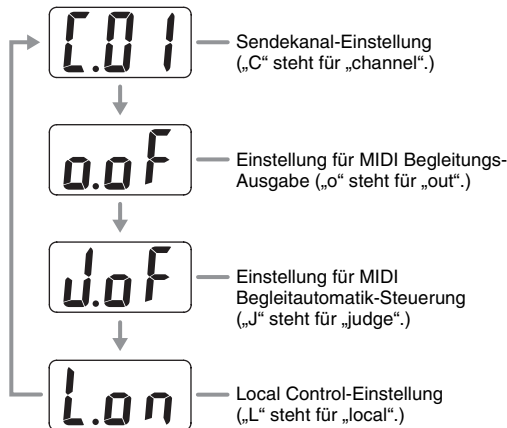 C.01
Sendekanal-Einstellung
(„C“ steht für „channel“.)
o.oF
Einstellung für MIDI Begleitungs-
Ausgabe („o“ steht für „out“.)
J.oF
Einstellung für MIDI
Begleitautomatik-Steuerung
(„J“ steht für „judge“.)
L.on
Local Control-Einstellung
(„L“ steht für „local“.)